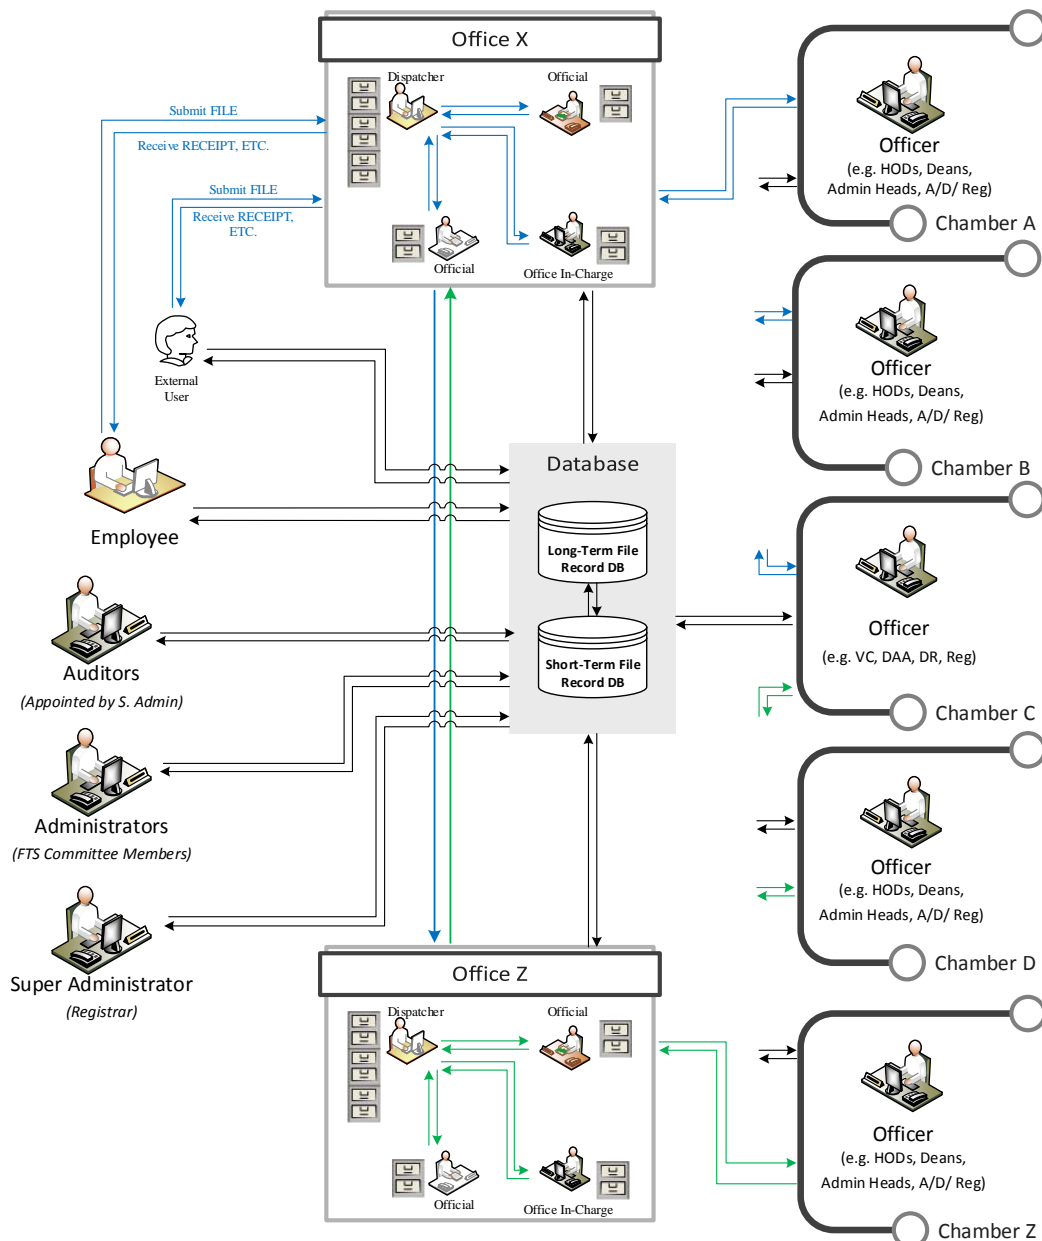 Office X
Dispatcher
Official
Submit FILE
Receive RECEIPT, ETC.
Submit FILE
Receive RECEIPT,
ETC.
Official
Office In-Charge
Officer
(e.g. HODs, Deans,
Admin Heads, A/D/ Reg)
Chamber A
External
User
Officer
(e.g. HODs, Deans,
Admin Heads, A/D/ Reg)
Chamber B
Employee
Database
Long-Term File
Record DB
Short-Term File
Record DB
Officer
(e.g. VC, DAA, DR, Reg)
Chamber C
Auditors
(Appointed by S. Admin)
Administrators
(FTS Committee Members)
Officer
(e.g. HODs, Deans,
Admin Heads, A/D/ Reg)
Chamber D
Super Administrator
(Registrar)
Office Z
Dispatcher
Official
Official
Office In-Charge
Officer
(e.g. HODs, Deans,
Admin Heads, A/D/ Reg)
Chamber Z